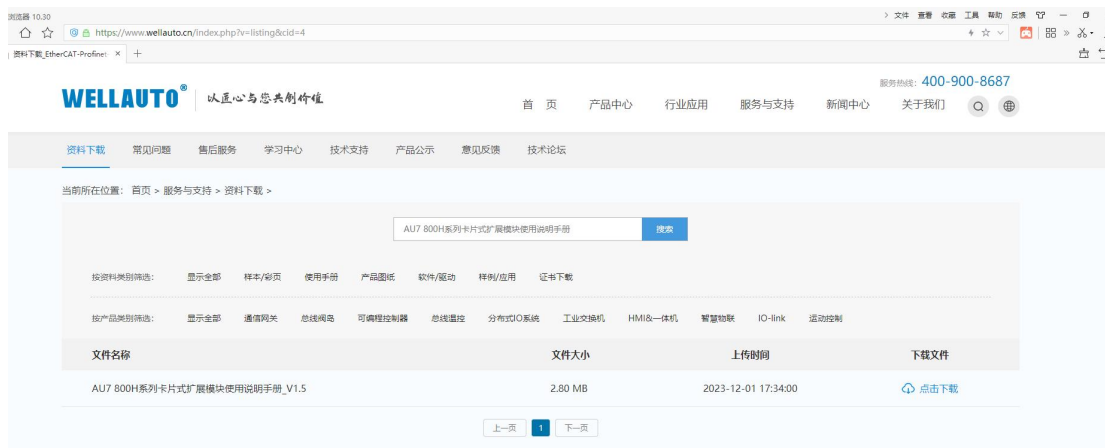 浏览器 10.30
文件 查看 收藏 工具 帮助 反馈
https://www.wellauto.cn/index.php?v=listing&cid=4
资料下载_EtherCAT-Profinet
WELLAUTO® 以匠心与您共创价值
服务热线: 400-900-8687
首 页 产品中心 行业应用 服务与支持 新闻中心 关于我们
资料下载 常见问题 售后服务 学习中心 技术支持 产品公示 意见反馈 技术论坛
当前所在位置: 首页 > 服务与支持 > 资料下载 >
AU7 800H系列卡片式扩展模块使用说明手册 搜索
按资料类别筛选: 显示全部 样本/彩页 使用手册 产品图纸 软件/驱动 样例/应用 证书下载
按产品类别筛选: 显示全部 通信网关 总线阀岛 可编程控制器 总线温控 分布式IO系统 工业交换机 HMI&一体机 智慧物联 IO-link 运动控制
文件名称 文件大小 上传时间 下载文件
AU7 800H系列卡片式扩展模块使用说明手册_V1.5 2.80 MB 2023-12-01 17:34:00 点击下载
上一页 1 下一页